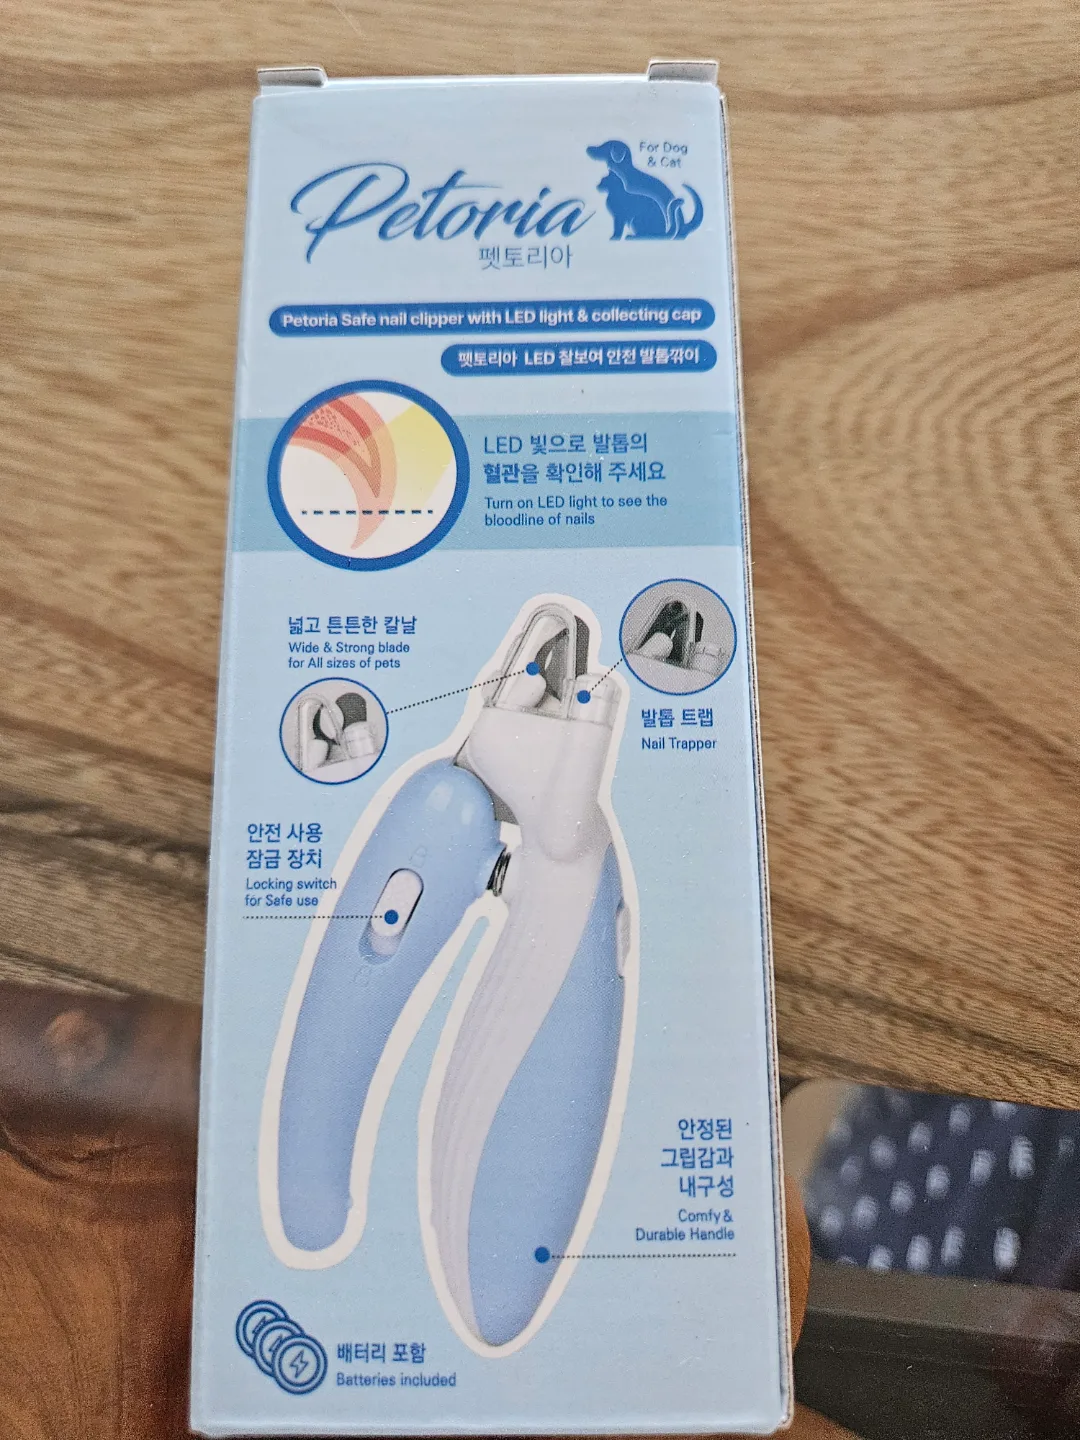 Petoria
For Dog
& Cat
펫토리아
Petoria Safe nail clipper with LED light & collecting cap
펫토리아 LED 잘보여 안전 발톱깎이
LED 빛으로 발톱의
혈관을 확인해 주세요
Turn on LED light to see the
bloodline of nails
넓고 튼튼한 칼날
Wide & Strong blade
for All sizes of pets
발톱 트랩
Nail Trapper
안전 사용
잠금 장치
Locking switch
for Safe use
안정된
그립감과
내구성
Comfy &
Durable Handle
배터리 포함
Batteries included